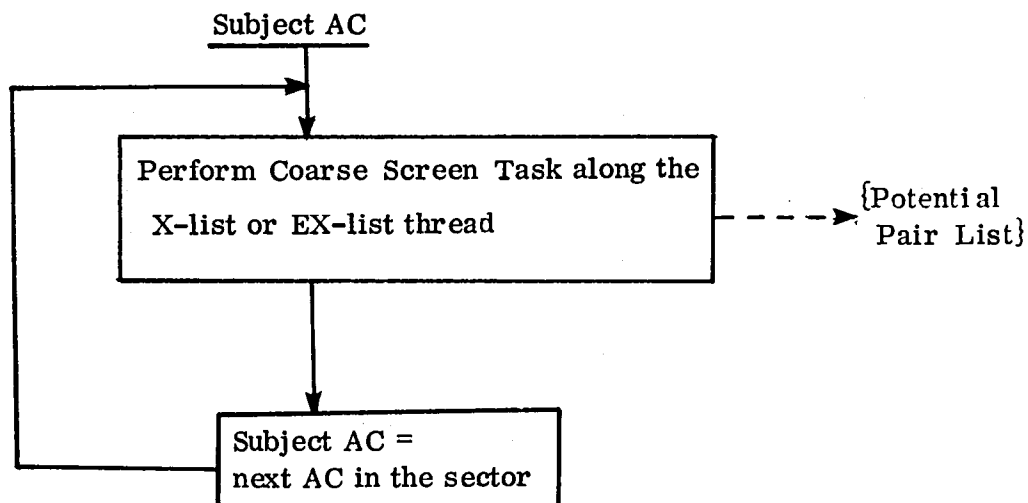 Subject AC
Perform Coarse Screen Task along the
X-list or EX-list thread
{Potential
Pair List}
Subject AC =
next AC in the sector